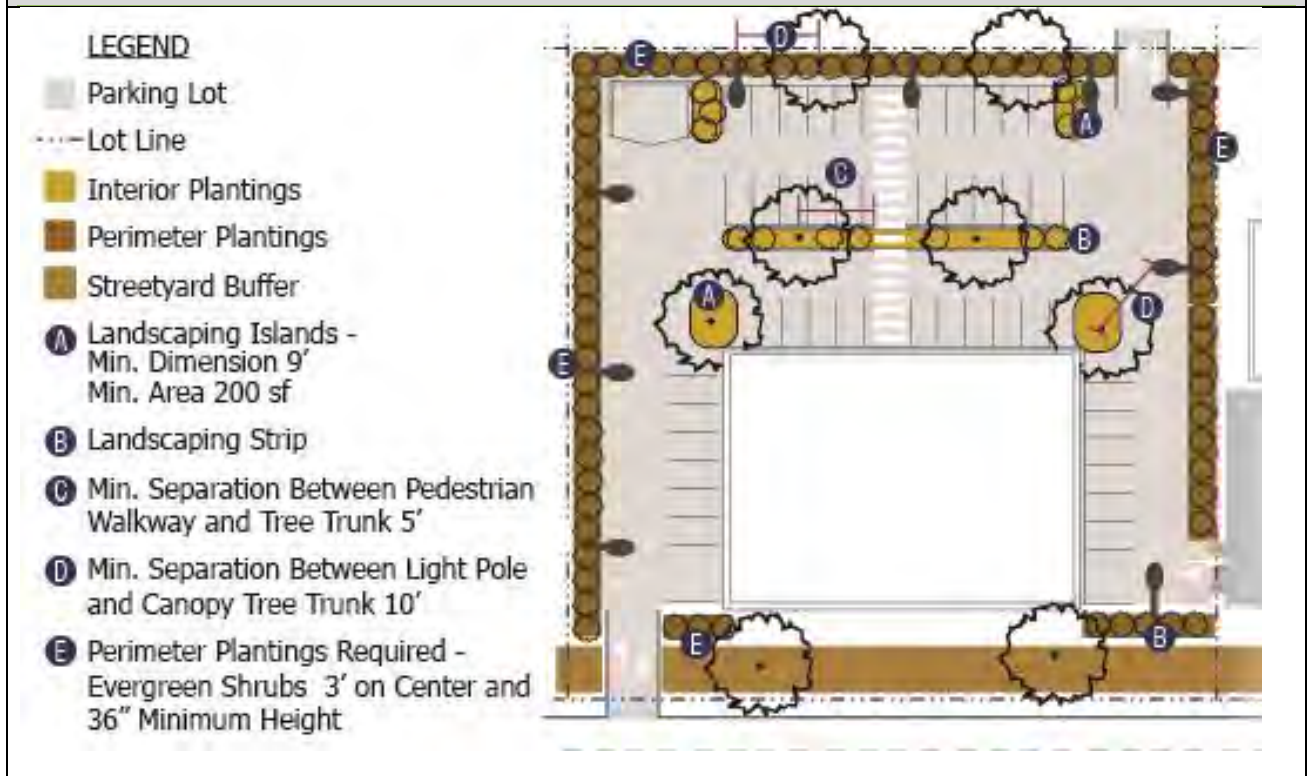 LEGEND
Parking Lot
Lot Line
Interior Plantings
Perimeter Plantings
Streetyard Buffer
A Landscaping Islands -
Min. Dimension 9′
Min. Area 200 sf
B Landscaping Strip
C Min. Separation Between Pedestrian
Walkway and Tree Trunk 5′
D Min. Separation Between Light Pole
and Canopy Tree Trunk 10′
E Perimeter Plantings Required -
Evergreen Shrubs 3′ on Center and
36″ Minimum Height
D
E
A
E
C
B
A
D
E
E
B